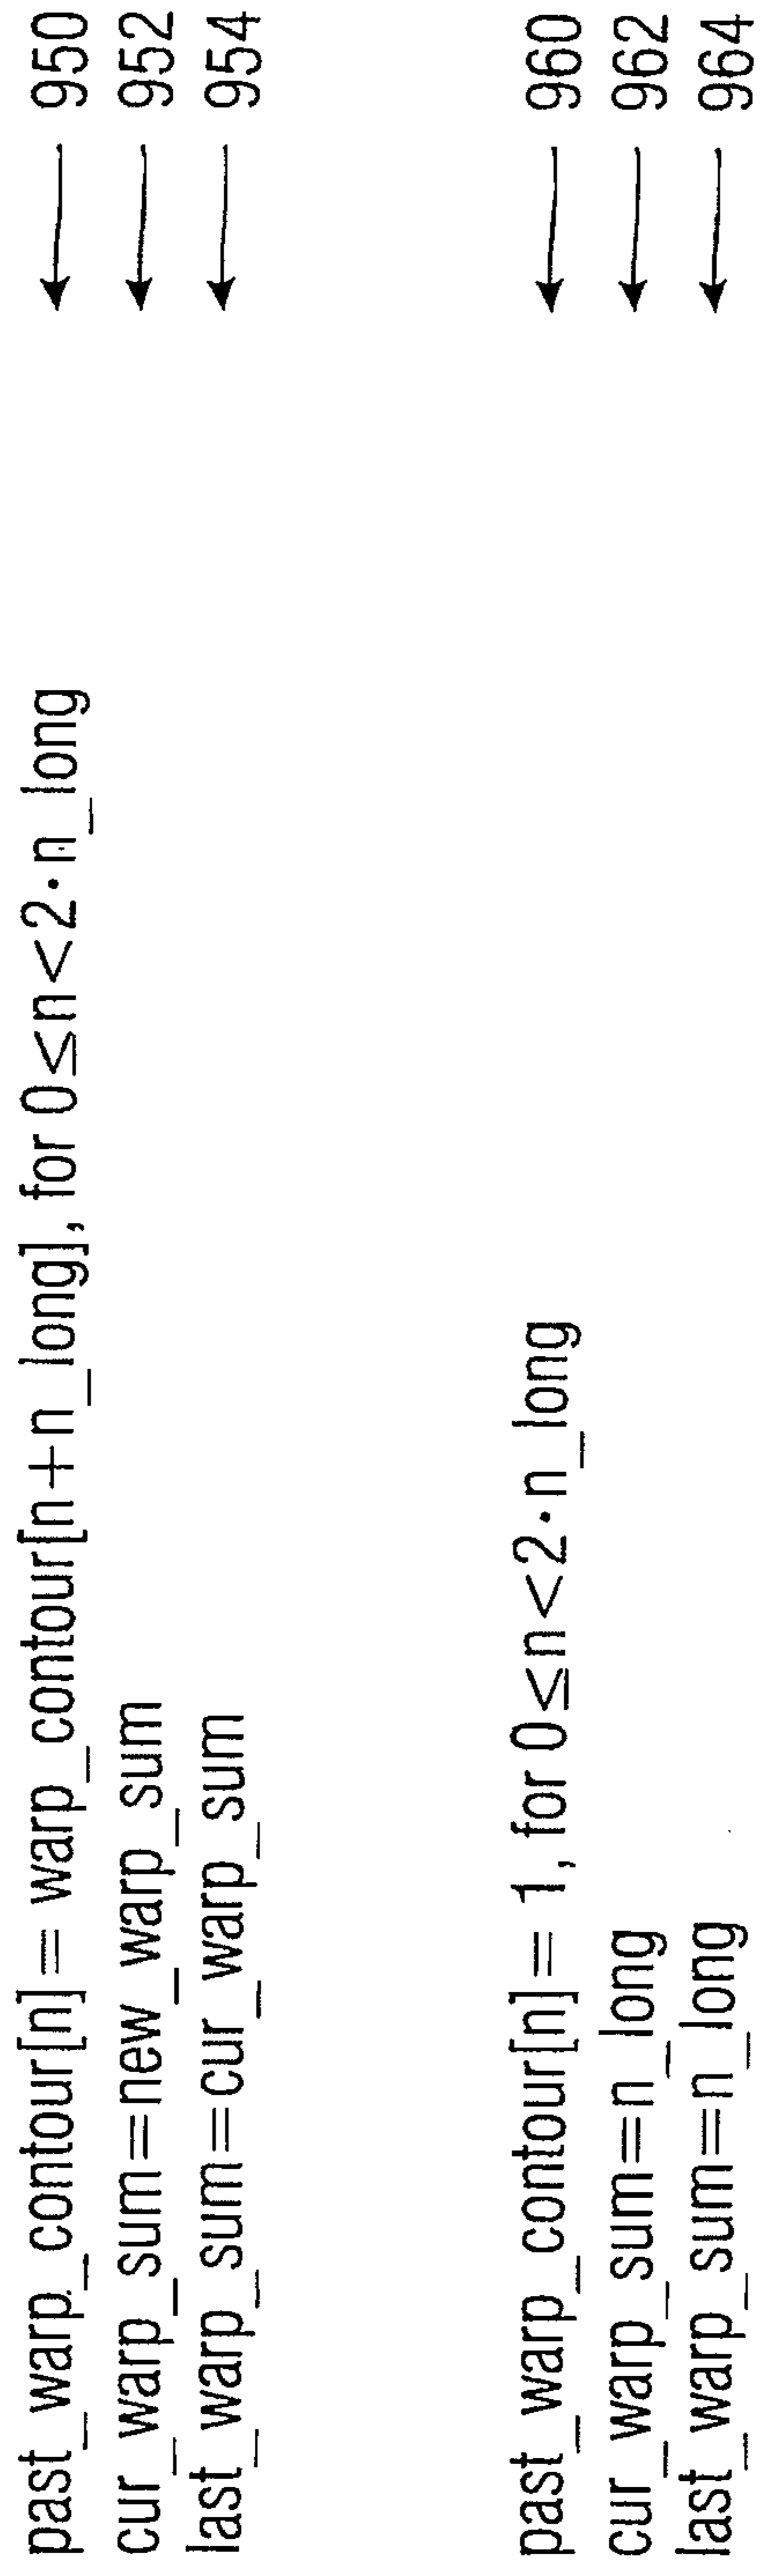 past_warp_contour[n] = warp_contour[n+n_long], for 0≤n<2·n_long ← 950
cur_warp_sum=new_warp_sum ← 952
last_warp_sum=cur_warp_sum ← 954
past_warp_contour[n] = 1, for 0≤n<2·n_long ← 960
cur_warp_sum=n_long ← 962
last_warp_sum=n_long ← 964